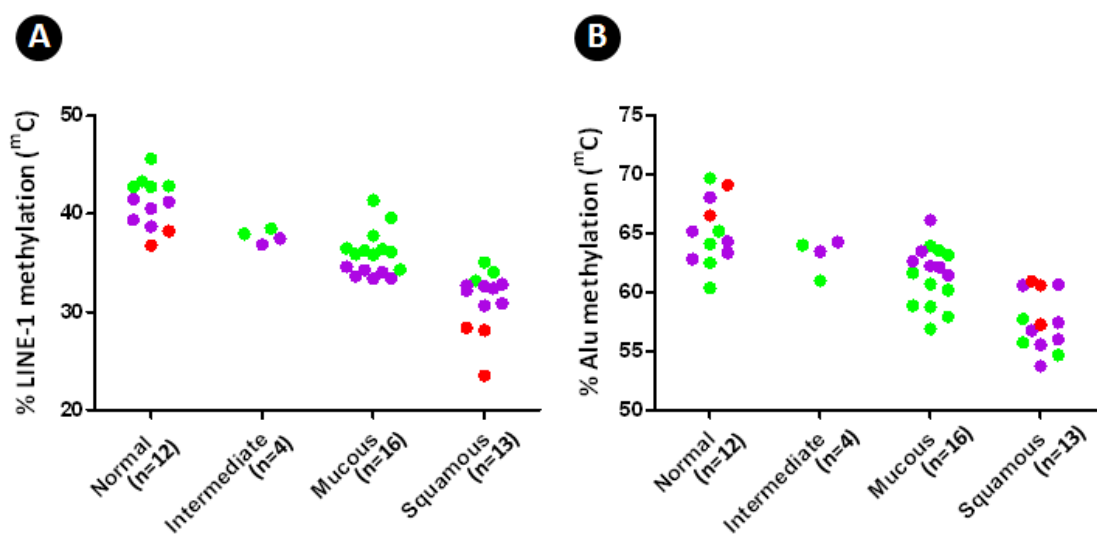 A
% LINE-1 methylation (ᵐC)
50
40
30
20
Normal
(n=12)
Intermediate
(n=4)
Mucous
(n=16)
Squamous
(n=13)
B
% Alu methylation (ᵐC)
75
70
65
60
55
50
Normal
(n=12)
Intermediate
(n=4)
Mucous
(n=16)
Squamous
(n=13)